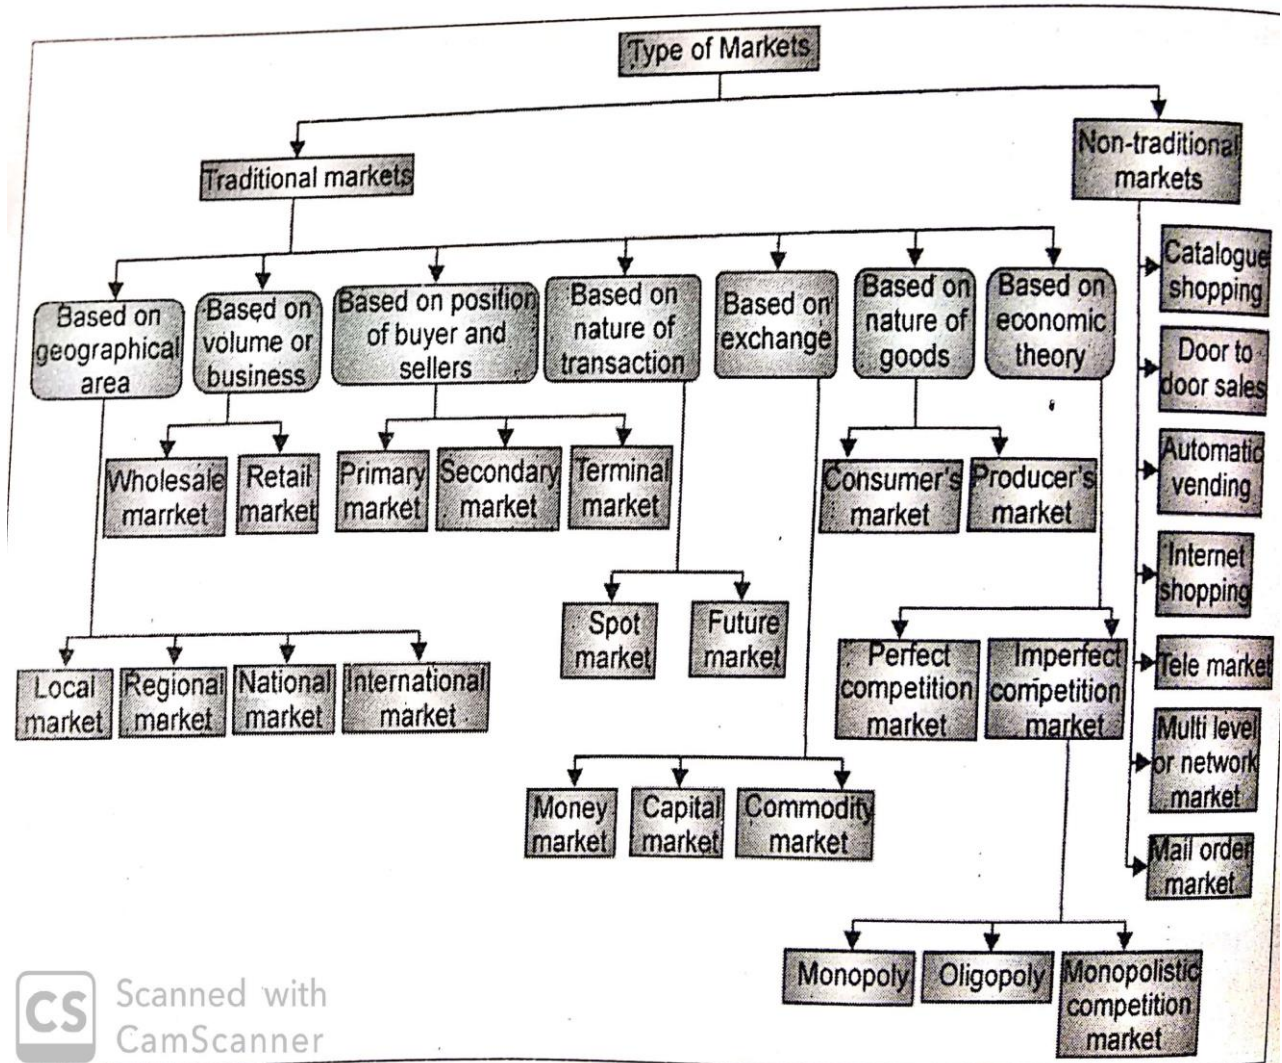 Type of Markets
Traditional markets
Non-traditional
markets
Based on
geographical
area
Based on
volume or
business
Based on position
of buyer and
sellers
Based on
nature of
transaction
Based on
exchange
Based on
nature of
goods
Based on
economic
theory
Catalogue
shopping
Door to
door sales
Automatic
vending
Internet
shopping
Tele market
Multi level
or network
market
Mail order
market
Wholesale
marrket
Retail
market
Primary
market
Secondary
market
Terminal
market
Consumer's
market
Producer's
market
Spot
market
Future
market
Perfect
competition
market
Imperfect
competition
market
Local
market
Regional
market
National
market
International
market
Money
market
Capital
market
Commodity
market
Monopoly
Oligopoly
Monopolistic
competition
market
CS
Scanned with
CamScanner